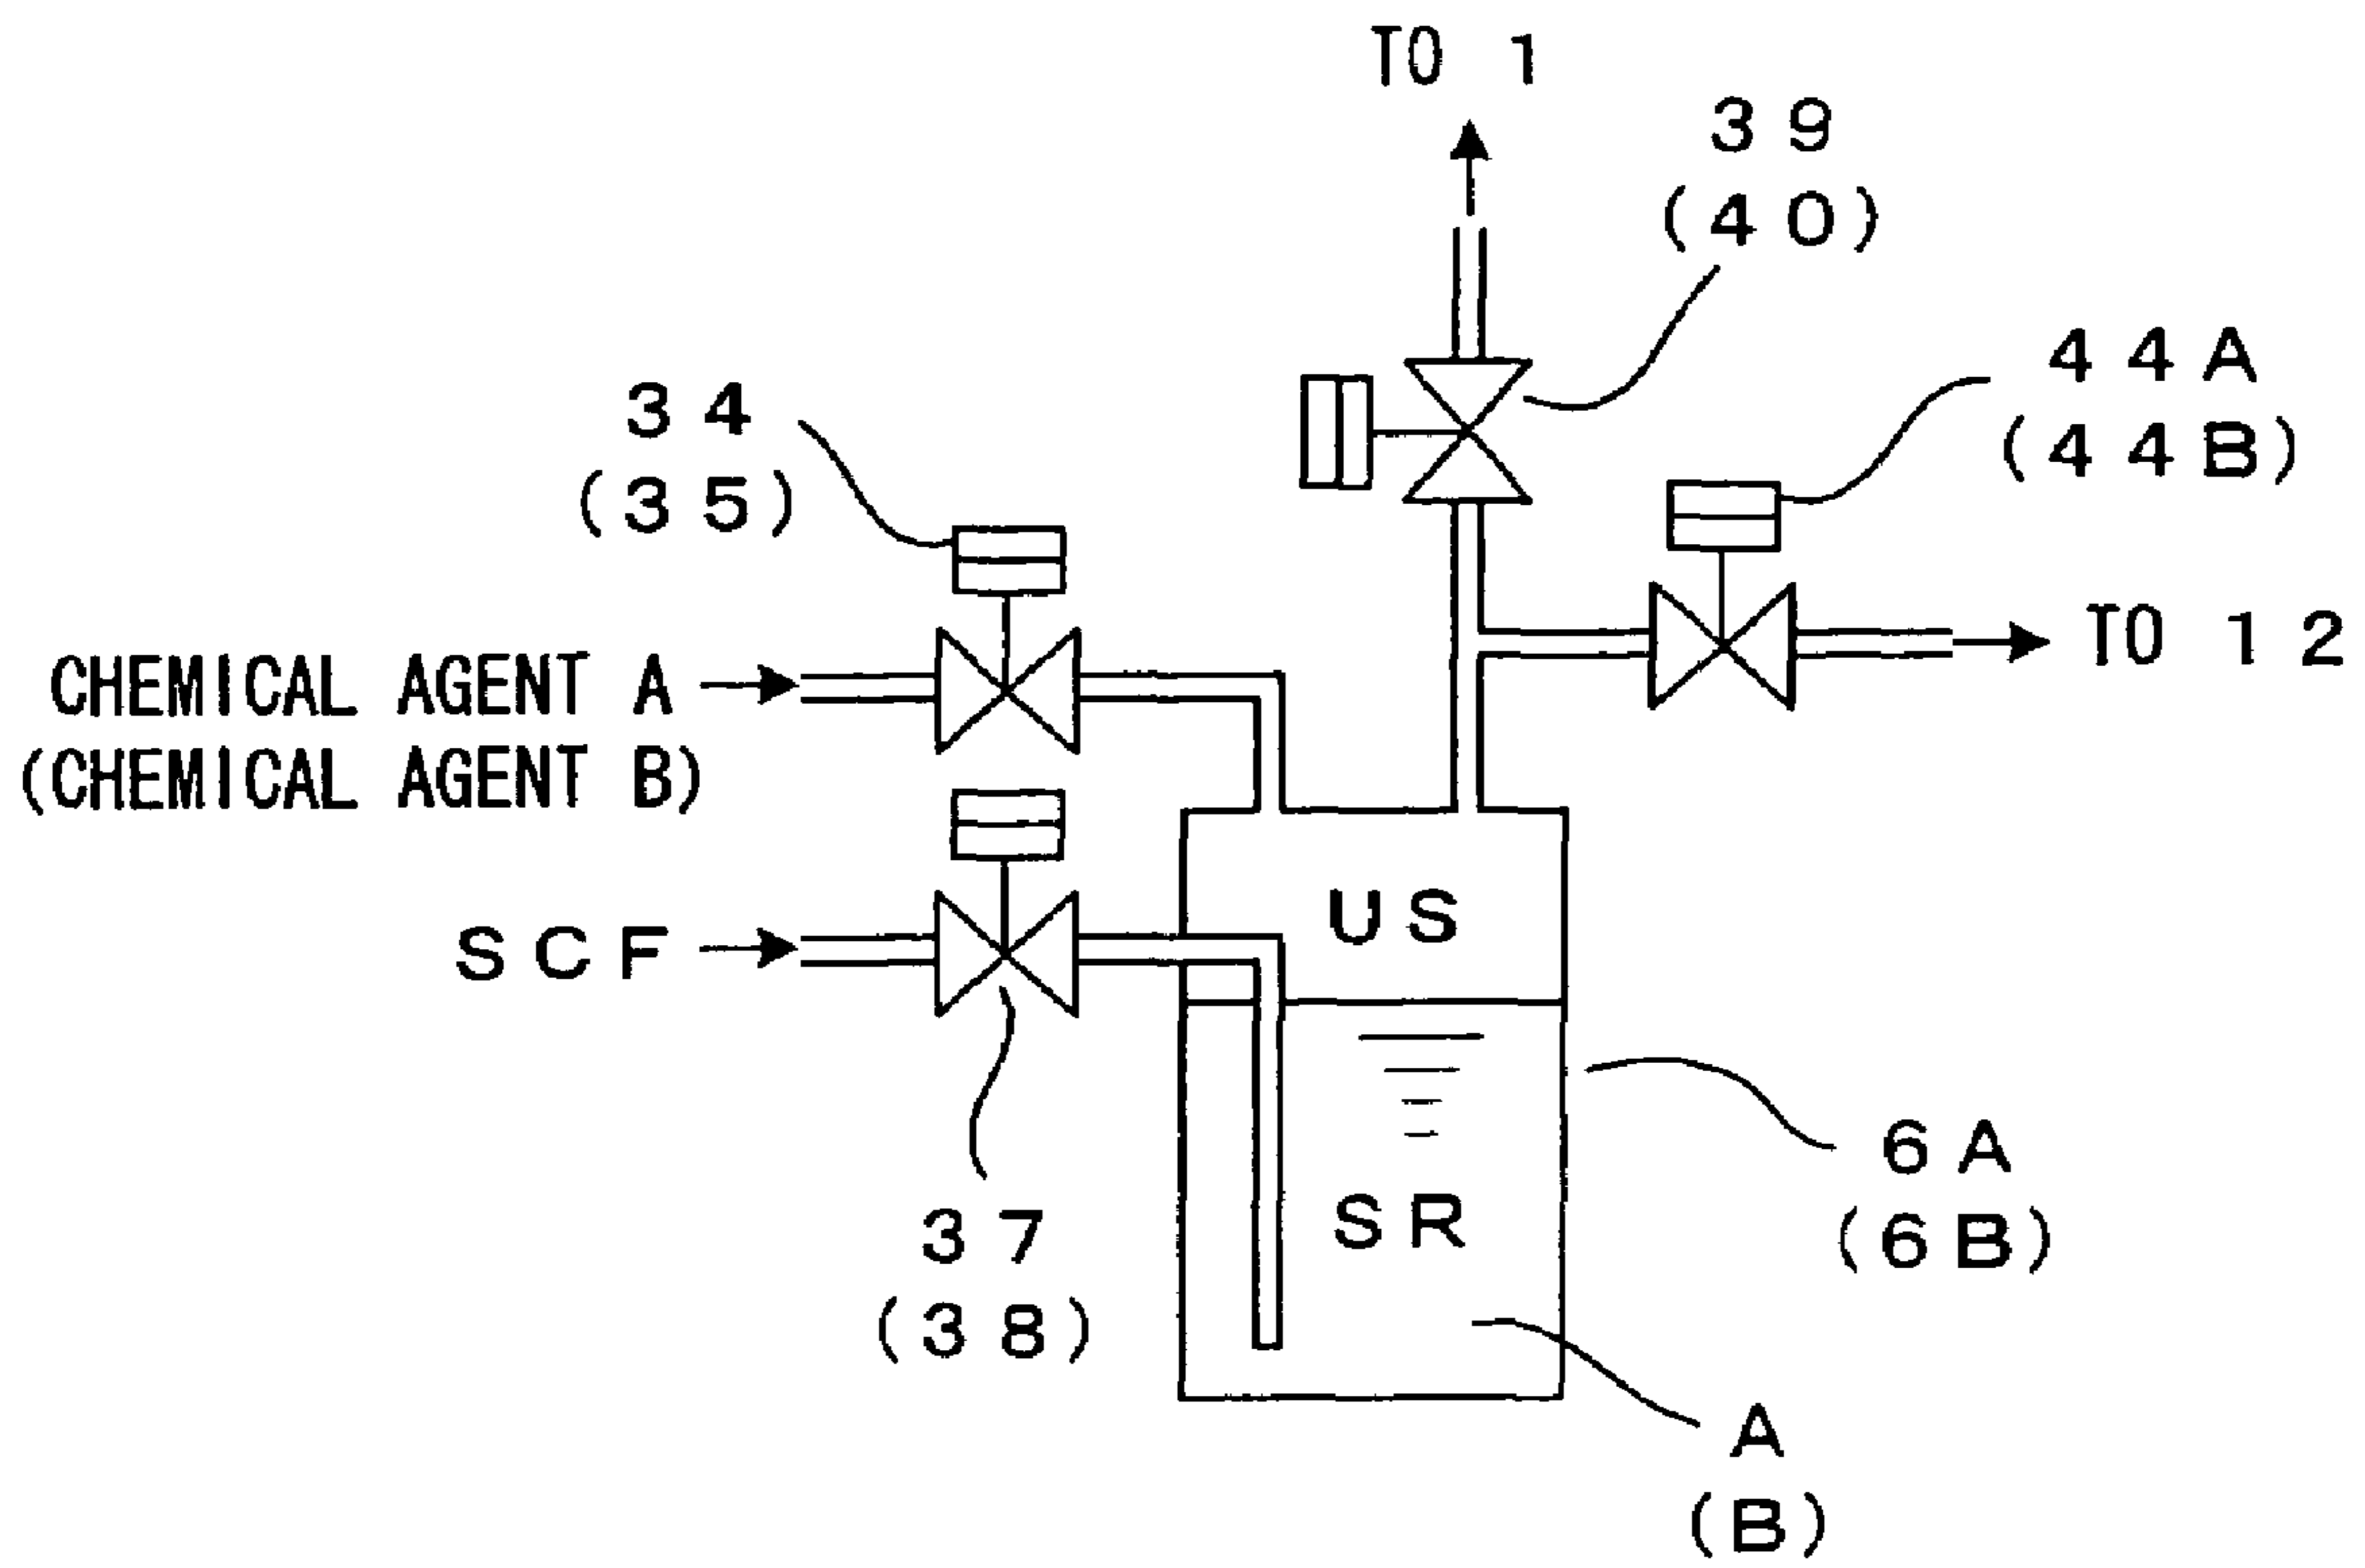 TO 1
39
(40)
44A
(44B)
34
(35)
TO 12
CHEMICAL AGENT A
(CHEMICAL AGENT B)
US
SCF
6A
(6B)
SR
37
(38)
A
(B)